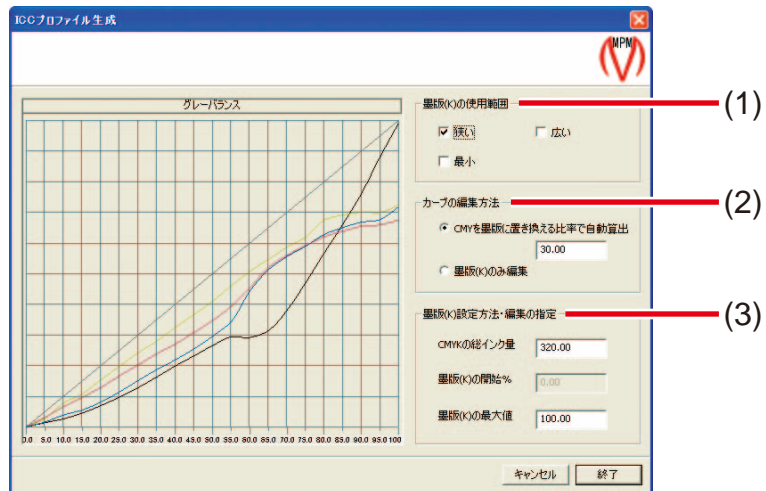 ICCプロファイル生成
MPM
グレーバランス
墨版(K)の使用範囲
(1)
狭い
広い
最小
カーブの編集方法
(2)
CMYを墨版に置き換える比率で自動算出
30.00
墨版(K)のみ編集
墨版(K)設定方法・編集の指定
(3)
CMYKの総インク量 320.00
墨版(K)の開始% 0.00
墨版(K)の最大値 100.00
0.0 5.0 10.0 15.0 20.0 25.0 30.0 35.0 40.0 45.0 50.0 55.0 60.0 65.0 70.0 75.0 80.0 85.0 90.0 95.0 100
キャンセル 終了